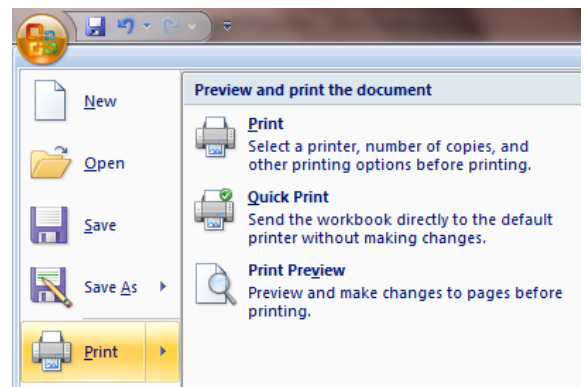 New
Open
Save
Save As
Print
Preview and print the document
Print
Select a printer, number of copies, and
other printing options before printing.
Quick Print
Send the workbook directly to the default
printer without making changes.
Print Preview
Preview and make changes to pages before
printing.